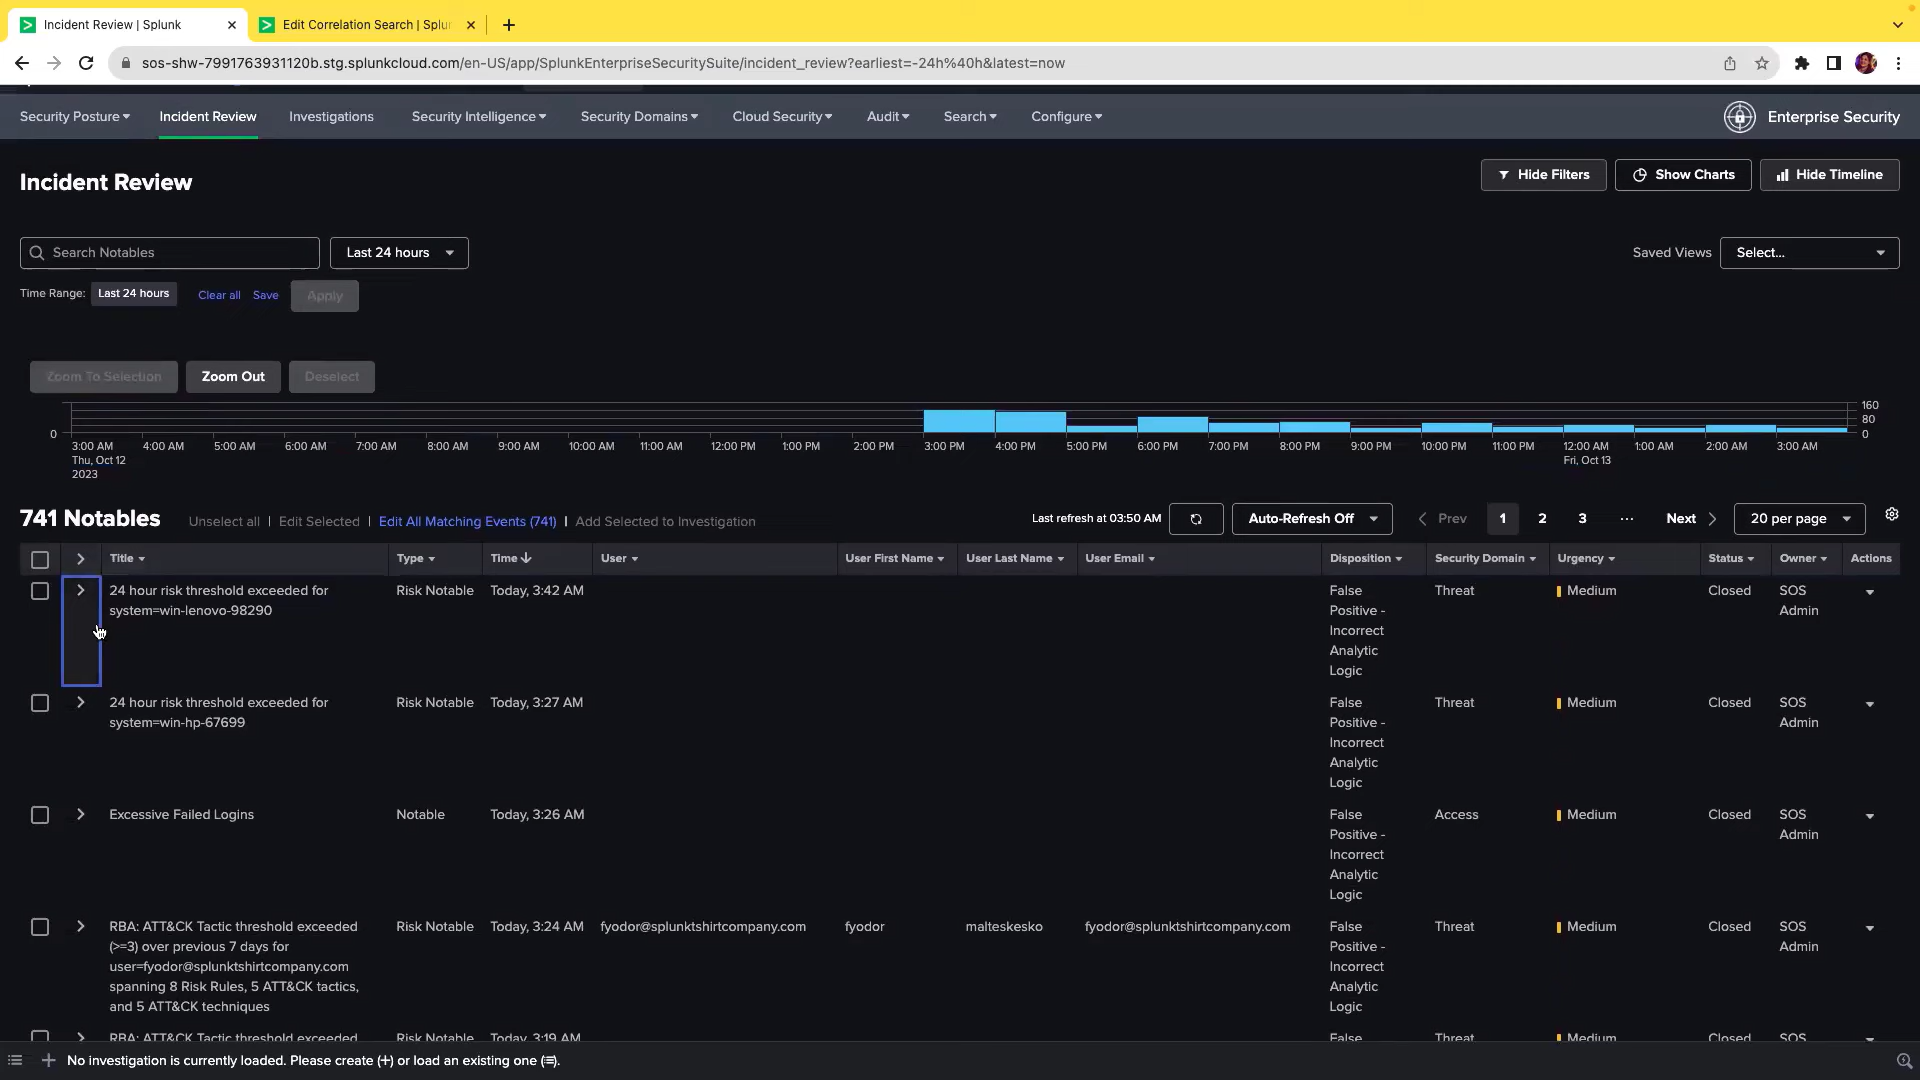 Incident Review | Splunk
Edit Correlation Search | Splu
sos-shw-7991763931120b.stg.splunkcloud.com/en-US/app/SplunkEnterpriseSecuritySuite/incident_review?earliest=-24h%40h&latest=now
Security Posture Incident Review Investigations Security Intelligence Security Domains Cloud Security Audit Search Configure Enterprise Security
Incident Review
Hide Filters Show Charts Hide Timeline
Search Notables Last 24 hours Saved Views Select...
Time Range: Last 24 hours Clear all Save Apply
Zoom To Selection Zoom Out Deselect
160
80
0 0
3:00 AM 4:00 AM 5:00 AM 6:00 AM 7:00 AM 8:00 AM 9:00 AM 10:00 AM 11:00 AM 12:00 PM 1:00 PM 2:00 PM 3:00 PM 4:00 PM 5:00 PM 6:00 PM 7:00 PM 8:00 PM 9:00 PM 10:00 PM 11:00 PM 12:00 AM 1:00 AM 2:00 AM 3:00 AM
Thu, Oct 12 Fri, Oct 13
2023
741 Notables Unselect all | Edit Selected | Edit All Matching Events (741) | Add Selected to Investigation Last refresh at 03:50 AM Auto-Refresh Off Prev 1 2 3 ... Next 20 per page
Title Type Time User User First Name User Last Name User Email Disposition Security Domain Urgency Status Owner Actions
24 hour risk threshold exceeded for Risk Notable Today, 3:42 AM False Threat Medium Closed SOS
system=win-lenovo-98290 Positive - Admin
Incorrect
Analytic
Logic
24 hour risk threshold exceeded for Risk Notable Today, 3:27 AM False Threat Medium Closed SOS
system=win-hp-67699 Positive - Admin
Incorrect
Analytic
Logic
Excessive Failed Logins Notable Today, 3:26 AM False Access Medium Closed SOS
Positive - Admin
Incorrect
Analytic
Logic
RBA: ATT&CK Tactic threshold exceeded Risk Notable Today, 3:24 AM fyodor@splunktshirtcompany.com fyodor malteskesko fyodor@splunktshirtcompany.com False Threat Medium Closed SOS
(>=3) over previous 7 days for Positive - Admin
user=fyodor@splunktshirtcompany.com Incorrect
spanning 8 Risk Rules, 5 ATT&CK tactics, Analytic
and 5 ATT&CK techniques Logic
RBA: ATT&CK Tactic threshold exceeded Risk Notable Today, 3:19 AM False Threat Medium Closed SOS
No investigation is currently loaded. Please create (+) or load an existing one (≡).